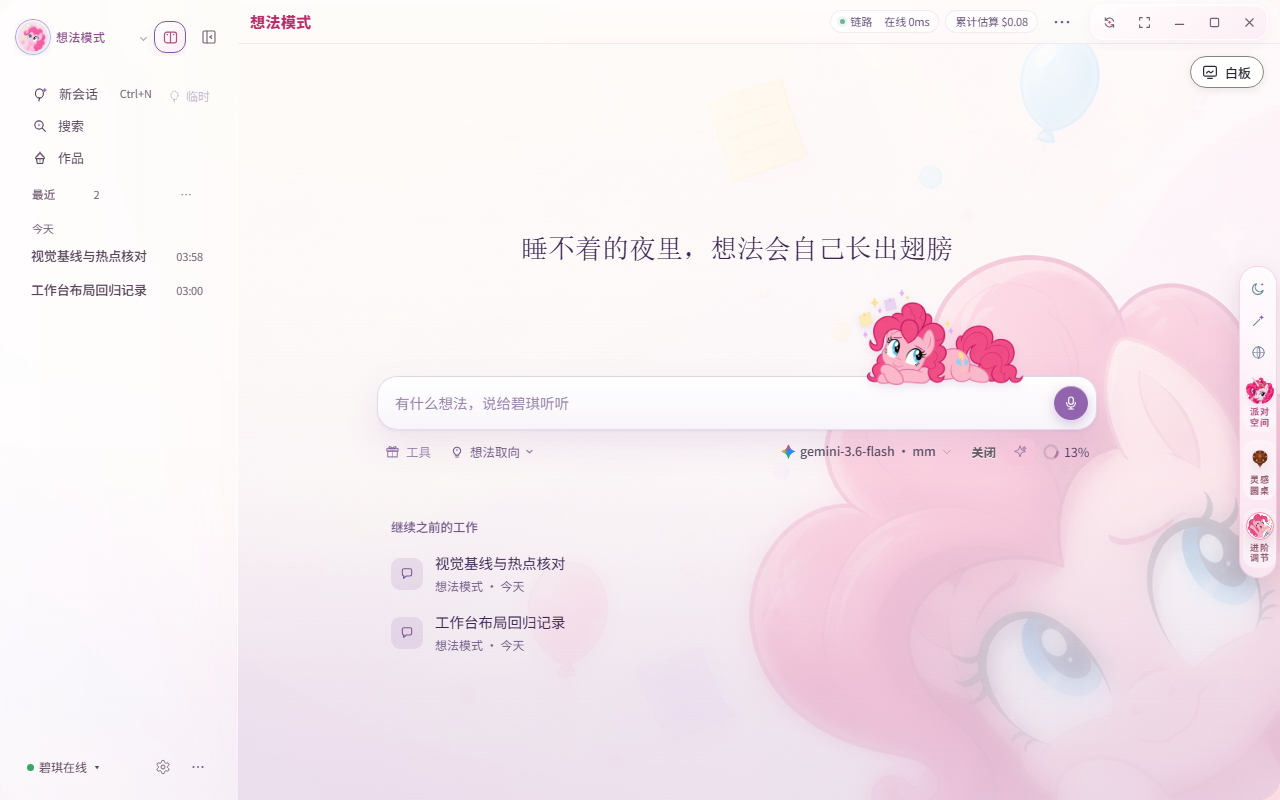 想法模式
新会话 Ctrl+N 临时
搜索
作品
最近 2 ...
今天
视觉基线与热点核对 03:58
工作台布局回归记录 03:00
碧琪在线
想法模式
链路 在线 0ms
累计估算 $0.08
白板
睡不着的夜里，想法会自己长出翅膀
有什么想法，说给碧琪听听
工具 想法取向
gemini-3.6-flash · mm 关闭 13%
继续之前的工作
视觉基线与热点核对
想法模式 · 今天
工作台布局回归记录
想法模式 · 今天
派对
空间
灵感
圆桌
进阶
调节